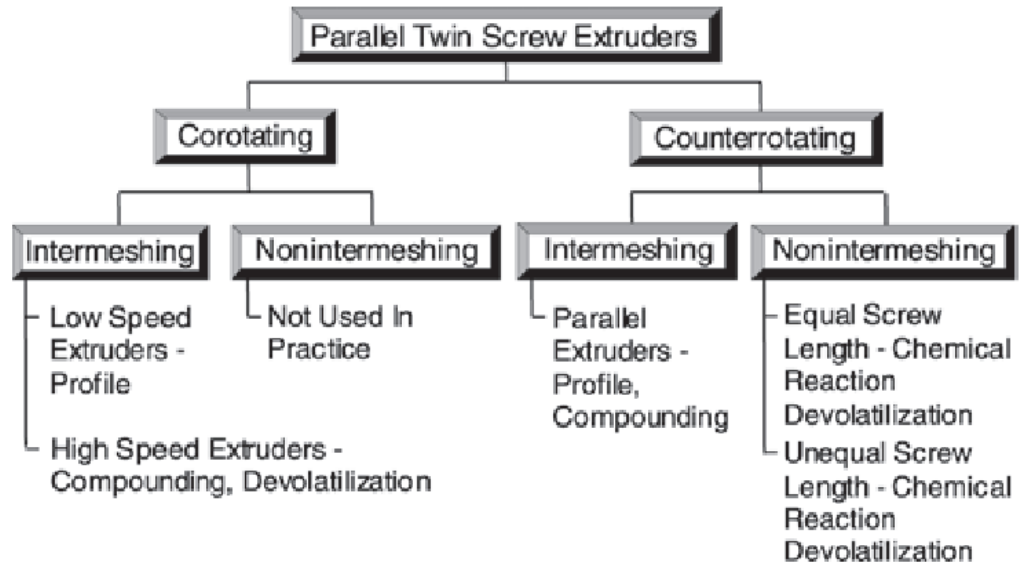 Parallel Twin Screw Extruders
Corotating
Counterrotating
Intermeshing
Nonintermeshing
Intermeshing
Nonintermeshing
Low Speed
Extruders -
Profile
High Speed Extruders -
Compounding, Devolatilization
Not Used In
Practice
Parallel
Extruders -
Profile,
Compounding
Equal Screw
Length - Chemical
Reaction
Devolatilization
Unequal Screw
Length - Chemical
Reaction
Devolatilization